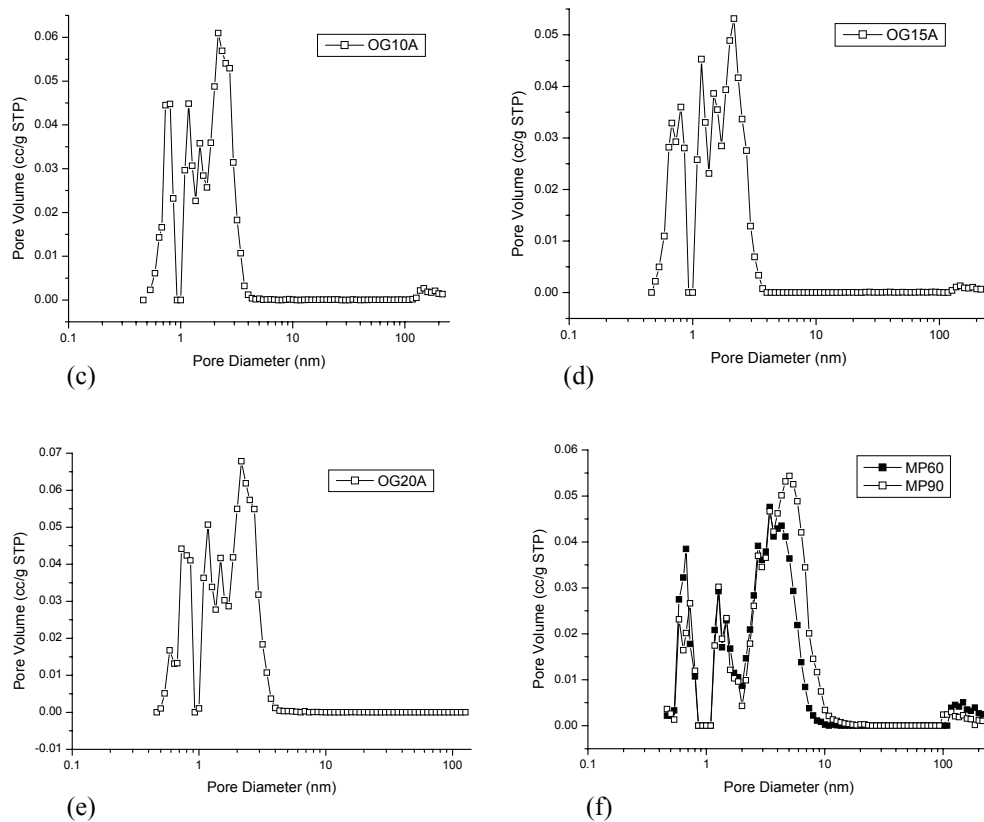 0.06
0.05
0.04
0.03
0.02
0.01
0.00
Pore Volume (cc/g STP)
OG10A
0.1 1 10 100
Pore Diameter (nm)
(c)
0.05
0.04
0.03
0.02
0.01
0.00
Pore Volume (cc/g STP)
OG15A
0.1 1 10 100
Pore Diameter (nm)
(d)
0.07
0.06
0.05
0.04
0.03
0.02
0.01
0.00
-0.01
Pore Volume (cc/g STP)
OG20A
0.1 1 10 100
Pore Diameter (nm)
(e)
0.06
0.05
0.04
0.03
0.02
0.01
0.00
Pore Volume (cc/g STP)
MP60
MP90
1 10 100
Pore Diameter (nm)
(f)